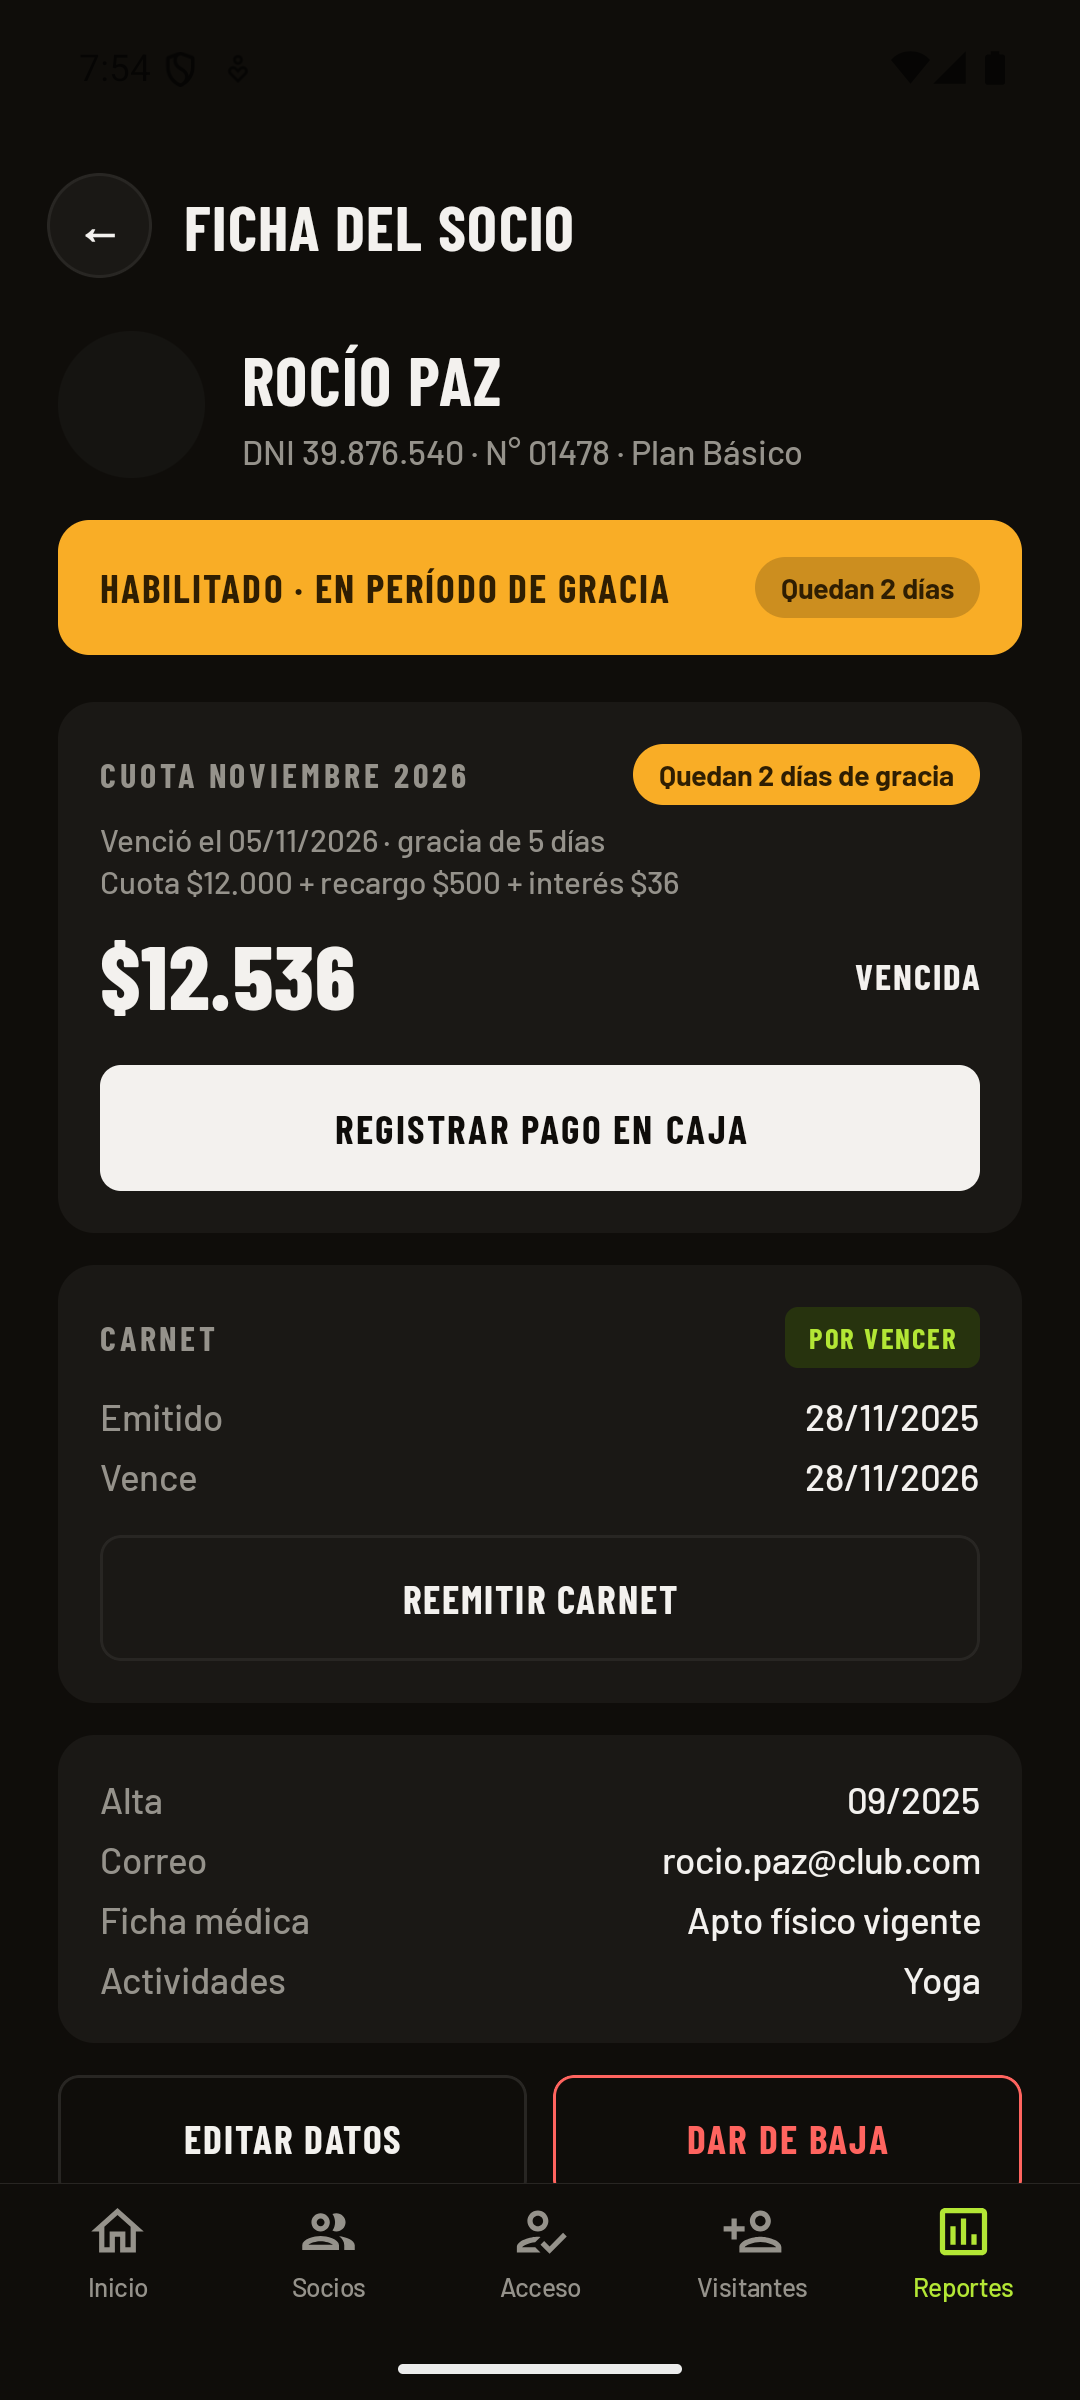 7:54
FICHA DEL SOCIO
ROCÍO PAZ
DNI 39.876.540 · N° 01478 · Plan Básico
HABILITADO · EN PERÍODO DE GRACIA
Quedan 2 días
CUOTA NOVIEMBRE 2026
Quedan 2 días de gracia
Venció el 05/11/2026 · gracia de 5 días
Cuota $12.000 + recargo $500 + interés $36
$12.536
VENCIDA
REGISTRAR PAGO EN CAJA
CARNET
POR VENCER
Emitido 28/11/2025
Vence 28/11/2026
REEMITIR CARNET
Alta 09/2025
Correo rocio.paz@club.com
Ficha médica Apto físico vigente
Actividades Yoga
EDITAR DATOS
DAR DE BAJA
Inicio
Socios
Acceso
Visitantes
Reportes